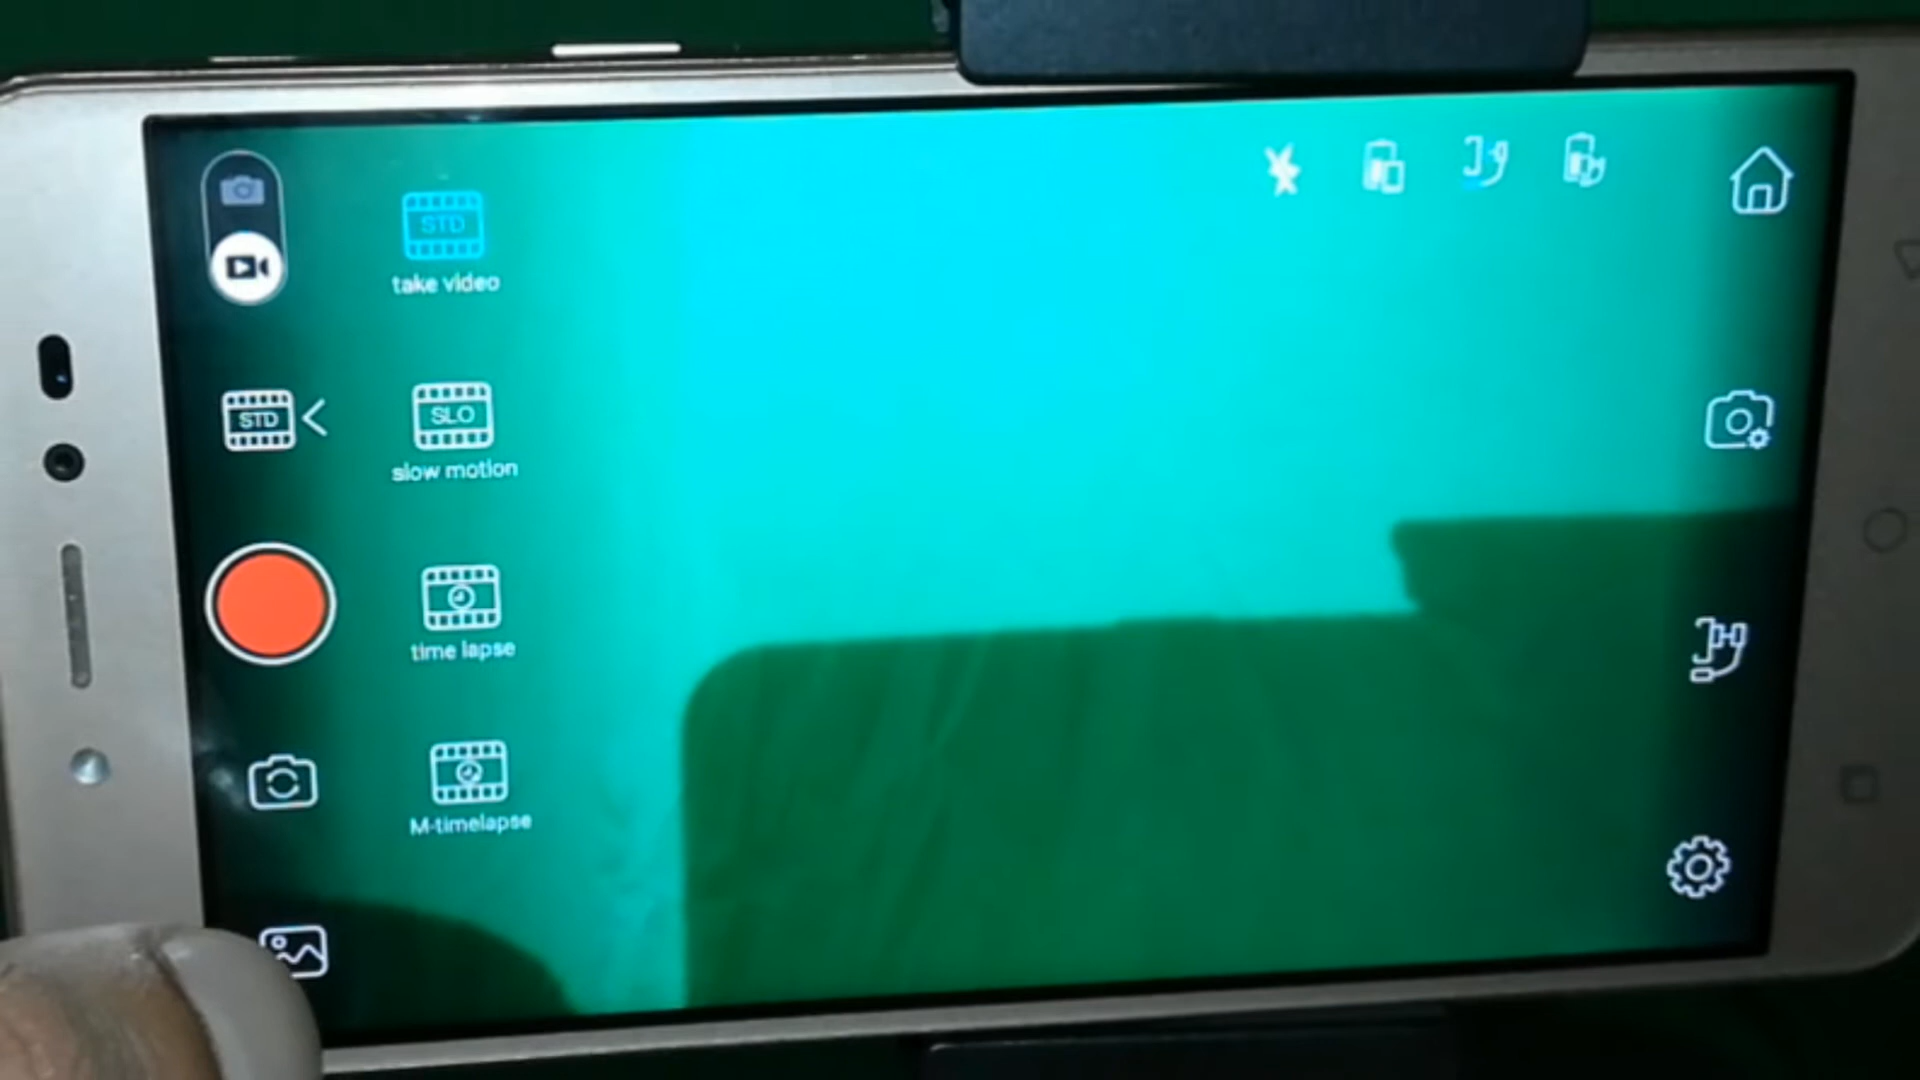 STD
take video
STD
SLO
slow motion
time lapse
M-timelapse